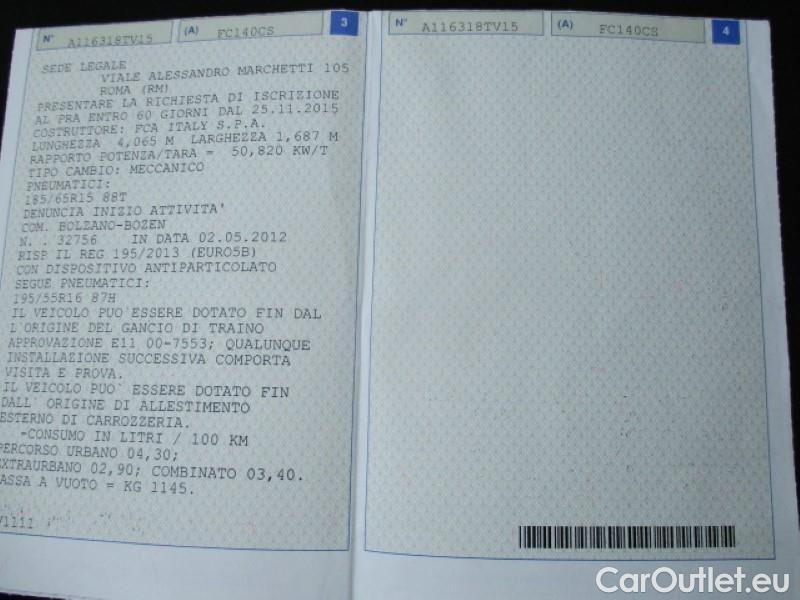 N° A116318TV15 (A) FC140CS 3
SEDE LEGALE
VIALE ALESSANDRO MARCHETTI 105
ROMA (RM)
PRESENTARE LA RICHIESTA DI ISCRIZIONE
AL PRA ENTRO 60 GIORNI DAL 25.11.2015
COSTRUTTORE: FCA ITALY S.P.A.
LUNGHEZZA 4,065 M LARGHEZZA 1,687 M
RAPPORTO POTENZA/TARA = 50,820 KW/T
TIPO CAMBIO: MECCANICO
PNEUMATICI:
185/65R15 88T
DENUNCIA INIZIO ATTIVITA'
COM. BOLZANO-BOZEN
N. . 32756 IN DATA 02.05.2012
RISP IL REG 195/2013 (EURO5B)
CON DISPOSITIVO ANTIPARTICOLATO
SEGUE PNEUMATICI:
195/55R16 87H
IL VEICOLO PUO`ESSERE DOTATO FIN DAL
L`ORIGINE DEL GANCIO DI TRAINO
APPROVAZIONE E11 00-7553; QUALUNQUE
INSTALLAZIONE SUCCESSIVA COMPORTA
VISITA E PROVA.
IL VEICOLO PUO` ESSERE DOTATO FIN
DALL` ORIGINE DI ALLESTIMENTO
ESTERNO DI CARROZZERIA.
-CONSUMO IN LITRI / 100 KM
PERCORSO URBANO 04,30;
EXTRAURBANO 02,90; COMBINATO 03,40.
ASSA A VUOTO = KG 1145.
V1111
N° A116318TV15 (A) FC140CS 4
CarOutlet.eu